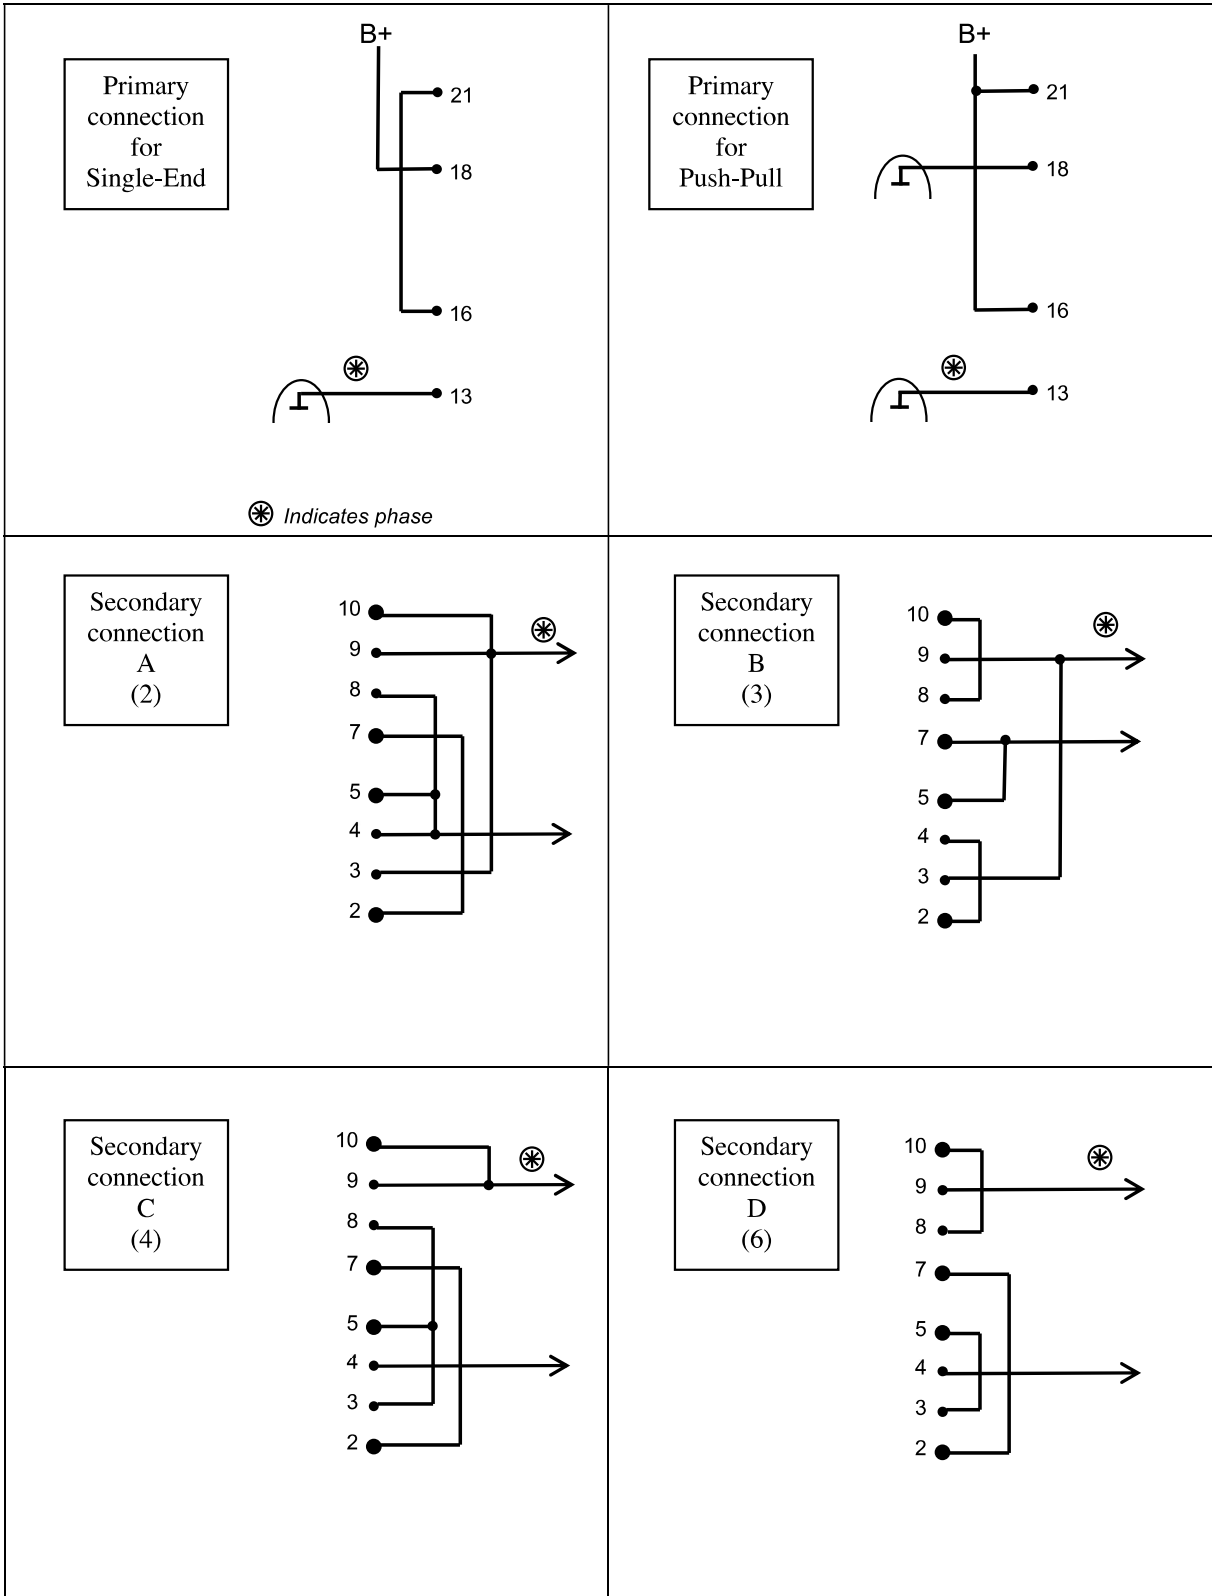 B+
Primary
connection
for
Single-End
21
18
16
13
Indicates phase
B+
Primary
connection
for
Push-Pull
21
18
16
13
Secondary
connection
A
(2)
10
9
8
7
5
4
3
2
Secondary
connection
B
(3)
10
9
8
7
5
4
3
2
Secondary
connection
C
(4)
10
9
8
7
5
4
3
2
Secondary
connection
D
(6)
10
9
8
7
5
4
3
2